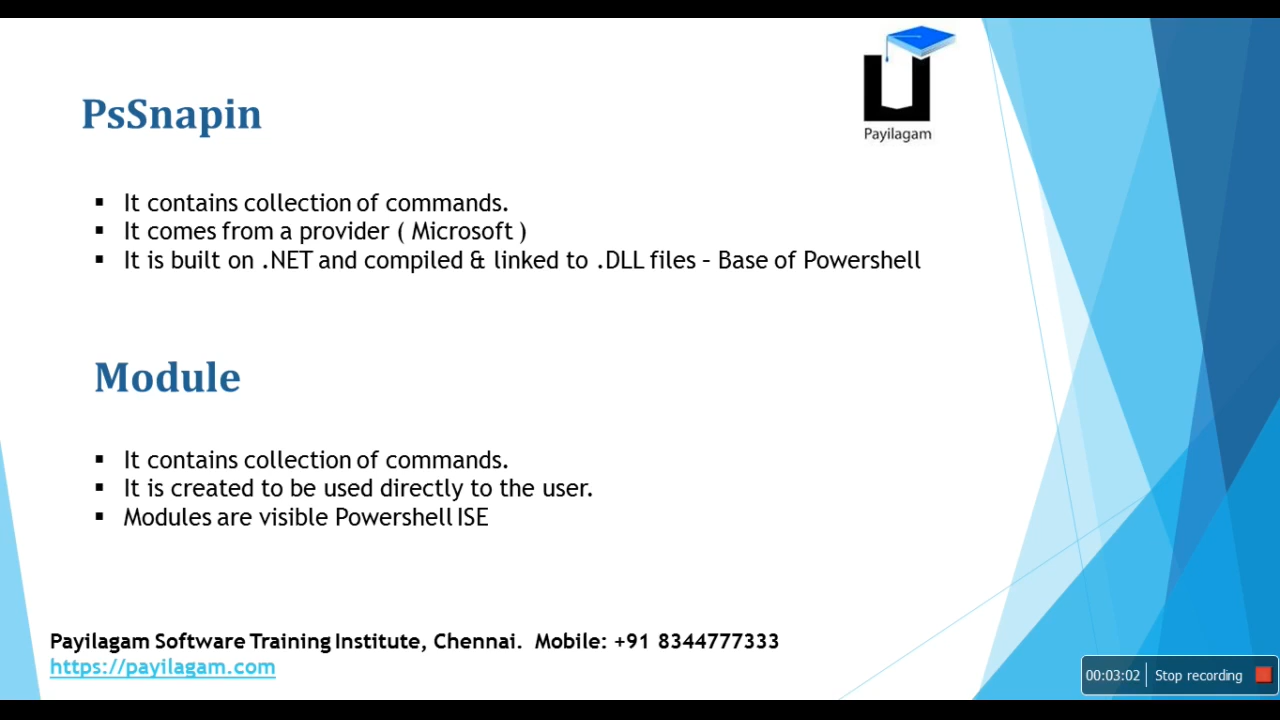 Payilagam
PsSnapin
▪ It contains collection of commands.
▪ It comes from a provider ( Microsoft )
▪ It is built on .NET and compiled & linked to .DLL files – Base of Powershell
Module
▪ It contains collection of commands.
▪ It is created to be used directly to the user.
▪ Modules are visible Powershell ISE
Payilagam Software Training Institute, Chennai. Mobile: +91 8344777333
https://payilagam.com
00:03:02 Stop recording